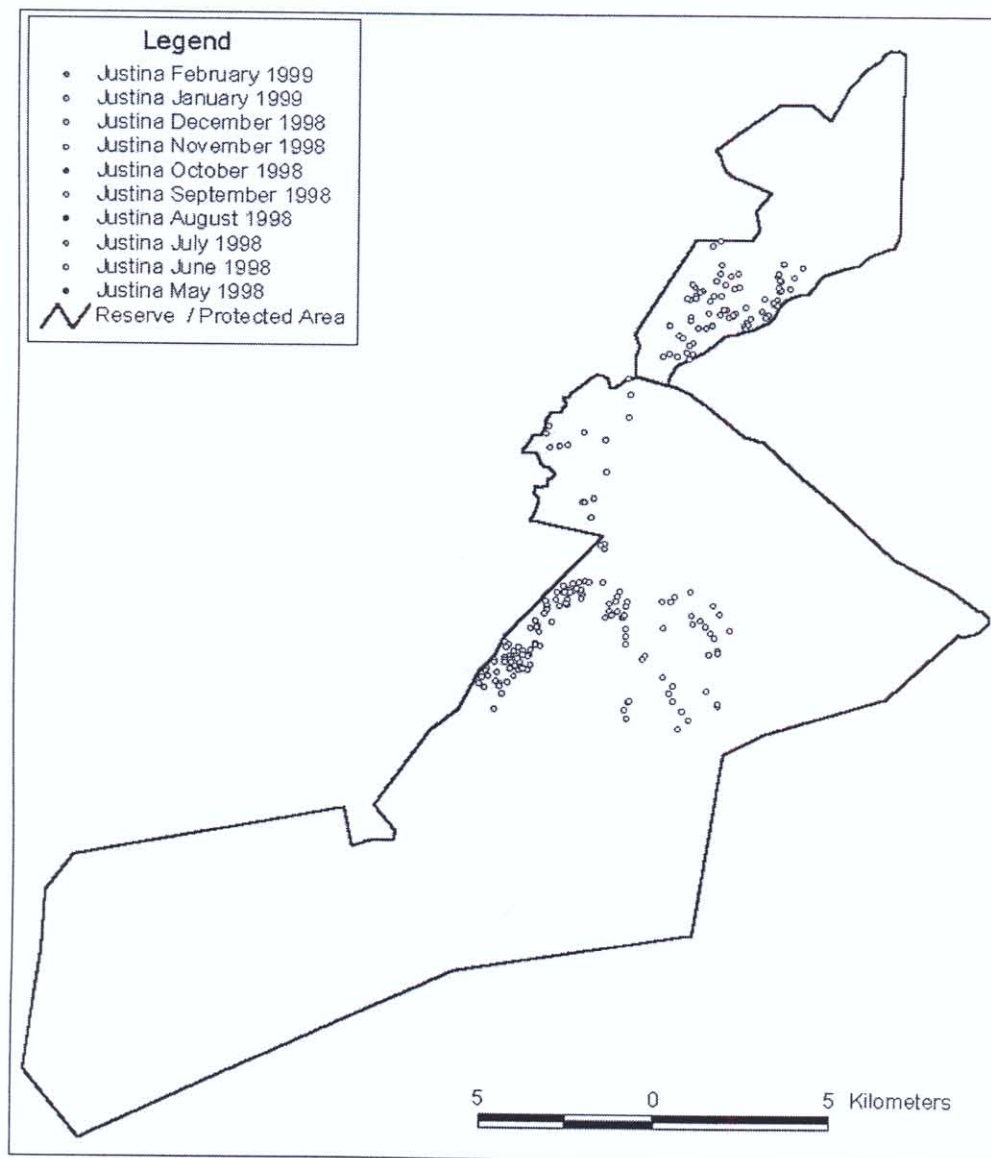 Legend
Justina February 1999
Justina January 1999
Justina December 1998
Justina November 1998
Justina October 1998
Justina September 1998
Justina August 1998
Justina July 1998
Justina June 1998
Justina May 1998
Reserve / Protected Area
5 0 5 Kilometers